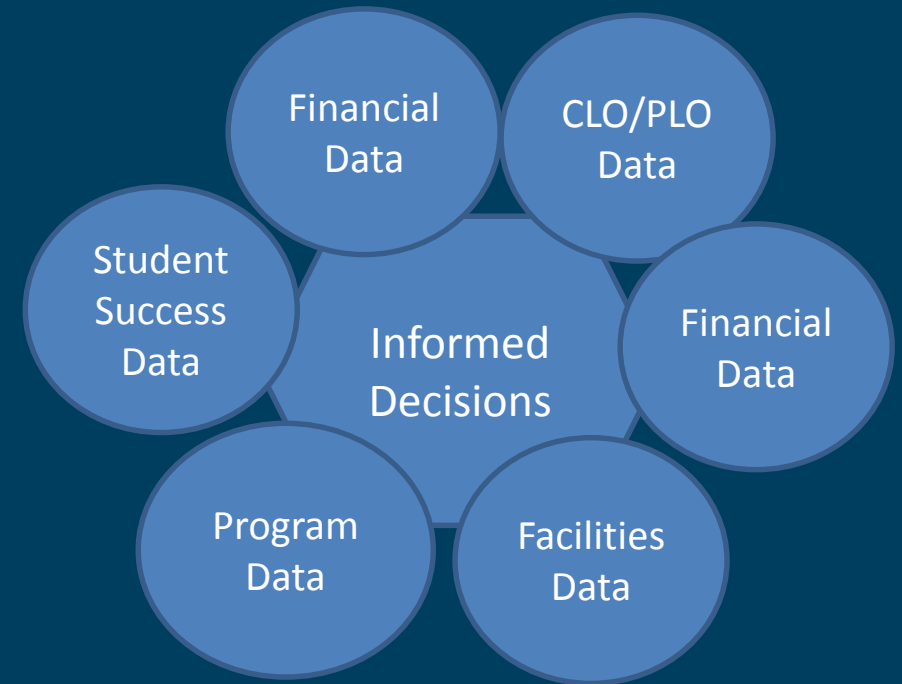 Financial
Data
CLO/PLO
Data
Student
Success
Data
Informed
Decisions
Financial
Data
Program
Data
Facilities
Data